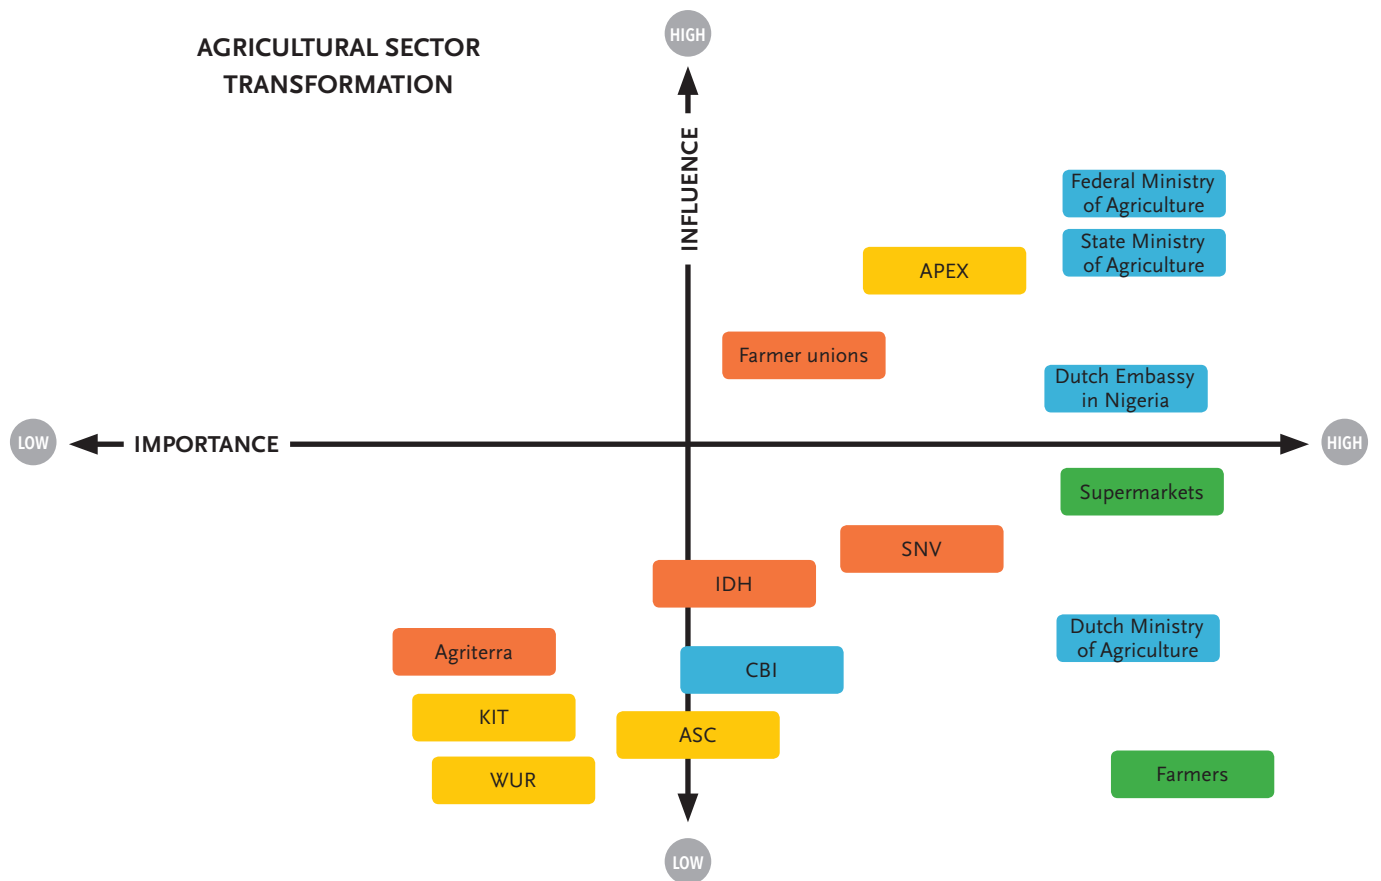 AGRICULTURAL SECTOR
TRANSFORMATION
HIGH
INFLUENCE
Federal Ministry
of Agriculture
State Ministry
of Agriculture
APEX
Farmer unions
Dutch Embassy
in Nigeria
LOW
IMPORTANCE
HIGH
Supermarkets
SNV
IDH
Dutch Ministry
of Agriculture
Agriterra
CBI
KIT
ASC
WUR
Farmers
LOW